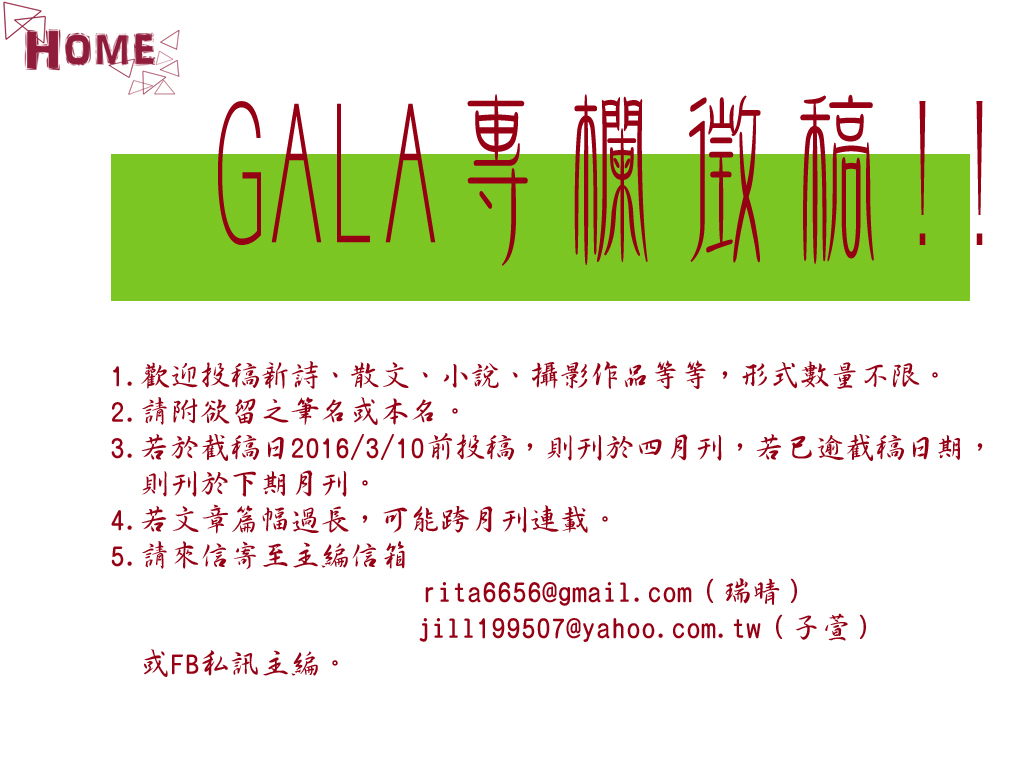 HOME
GALA專欄徵稿!!
1.歡迎投稿新詩、散文、小說、攝影作品等等，形式數量不限。
2.請附欲留之筆名或本名。
3.若於截稿日2016/3/10前投稿，則刊於四月刊，若已逾截稿日期，
則刊於下期月刊。
4.若文章篇幅過長，可能跨月刊連載。
5.請來信寄至主編信箱
rita6656@gmail.com（瑞晴）
jill199507@yahoo.com.tw（子萱）
或FB私訊主編。